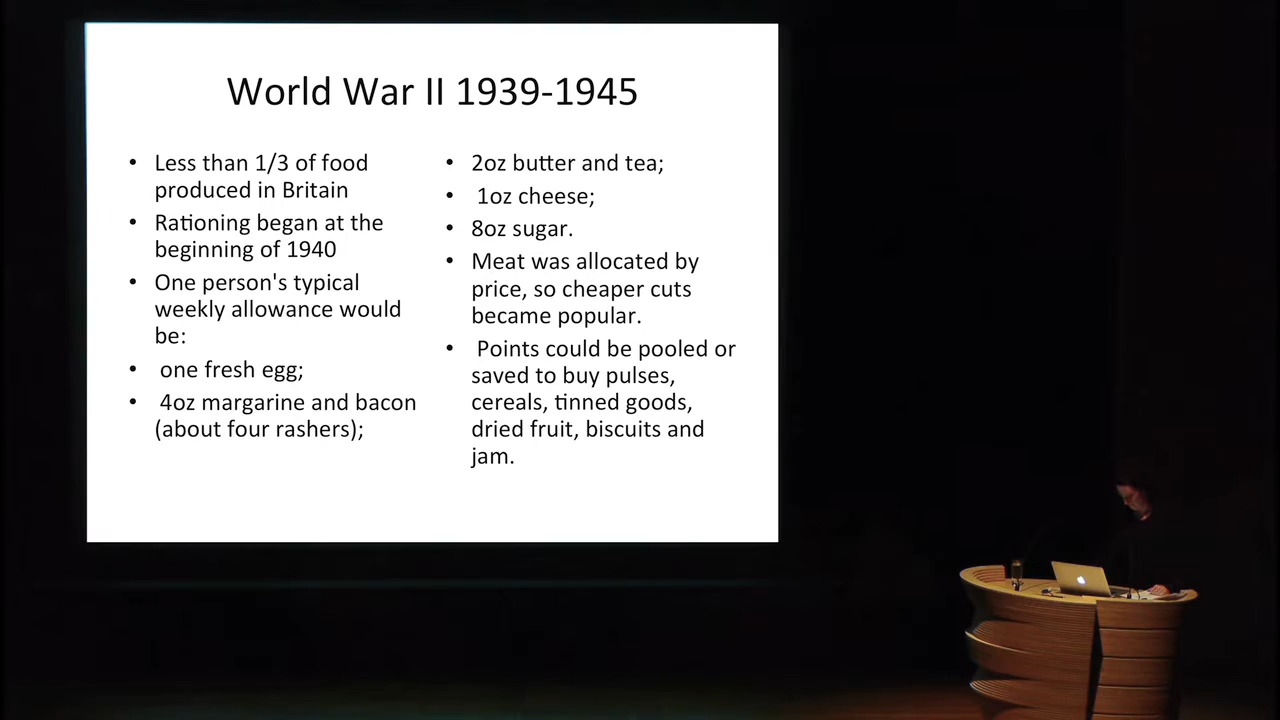 World War II 1939-1945
• Less than 1/3 of food
produced in Britain
• Rationing began at the
beginning of 1940
• One person's typical
weekly allowance would
be:
• one fresh egg;
• 4oz margarine and bacon
(about four rashers);
• 2oz butter and tea;
• 1oz cheese;
• 8oz sugar.
• Meat was allocated by
price, so cheaper cuts
became popular.
• Points could be pooled or
saved to buy pulses,
cereals, tinned goods,
dried fruit, biscuits and
jam.